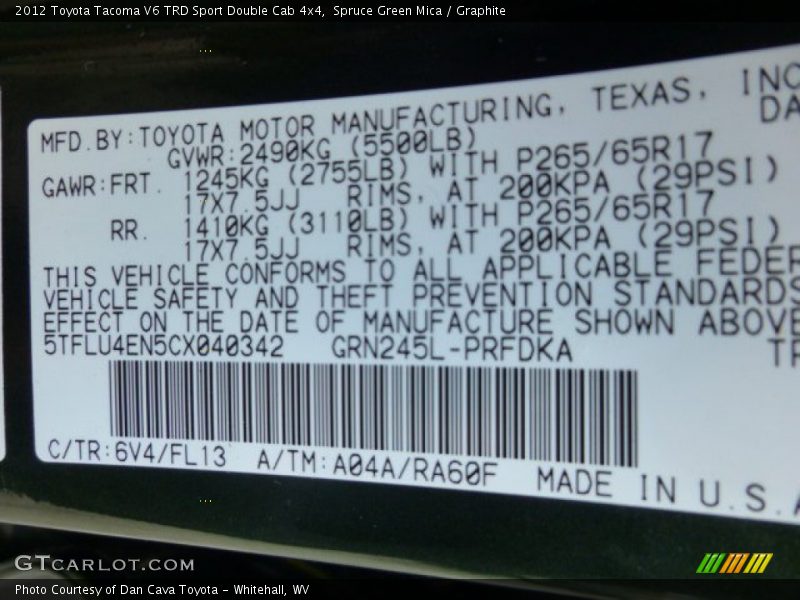 2012 Toyota Tacoma V6 TRD Sport Double Cab 4x4,  Spruce Green Mica / Graphite
MFD.BY:TOYOTA MOTOR MANUFACTURING, TEXAS, INC
DA
GVWR:2490KG (5500LB)
GAWR:FRT. 1245KG (2755LB) WITH P265/65R17
17X7.5JJ RIMS, AT 200KPA (29PSI)
RR. 1410KG (3110LB) WITH P265/65R17
17X7.5JJ RIMS, AT 200KPA (29PSI)
THIS VEHICLE CONFORMS TO ALL APPLICABLE FEDER
VEHICLE SAFETY AND THEFT PREVENTION STANDARDS
EFFECT ON THE DATE OF MANUFACTURE SHOWN ABOVE
5TFLU4EN5CX040342 GRN245L-PRFDKA TR
C/TR:6V4/FL13 A/TM:A04A/RA60F MADE IN U.S.A
GTCARLOT.COM
Photo Courtesy of Dan Cava Toyota - Whitehall, WV